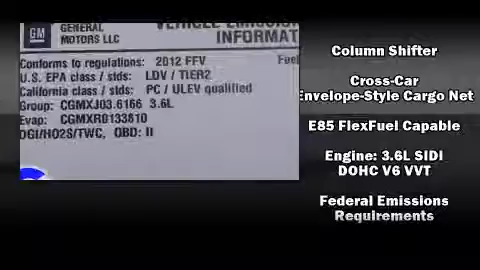 GM
GENERAL
MOTORS LLC
VEHICLE EMISSION
INFORMAT
Conforms to regulations: 2012 FFV Fuel
U.S. EPA class / stds: LDV / TIER2
California class / stds: PC / ULEV qualified
Group: CGMXJ03.6166 3.6L
Evap: CGMXR0133810
DGI/HO2S/TWC, OBD: II
Column Shifter
Cross-Car
Envelope-Style Cargo Net
E85 FlexFuel Capable
Engine: 3.6L SIDI
DOHC V6 VVT
Federal Emissions
Requirements